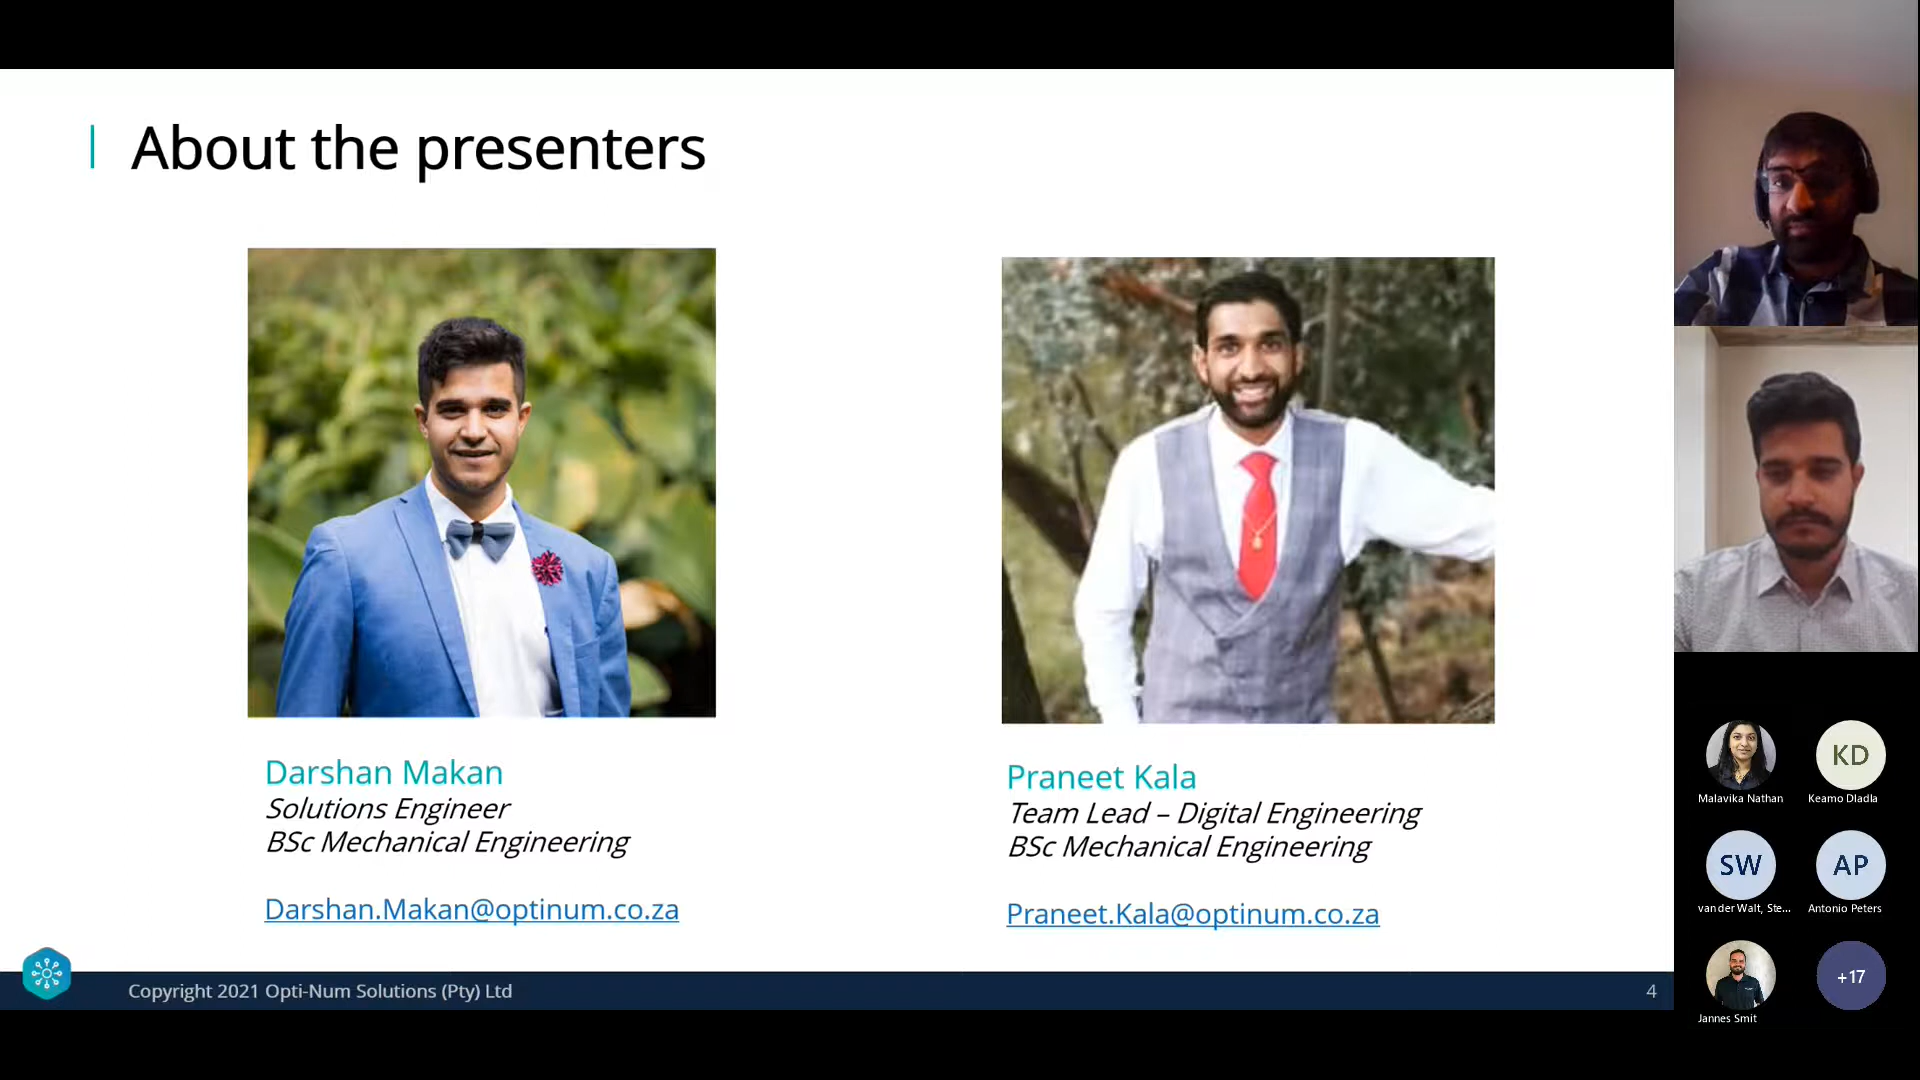 About the presenters
Darshan Makan
Solutions Engineer
BSc Mechanical Engineering
Darshan.Makan@optinum.co.za
Praneet Kala
Team Lead – Digital Engineering
BSc Mechanical Engineering
Praneet.Kala@optinum.co.za
Copyright 2021 Opti-Num Solutions (Pty) Ltd
4
Malavika Nathan
KD
Keamo Dladla
SW
van der Walt, Ste...
AP
Antonio Peters
Jannes Smit
+17